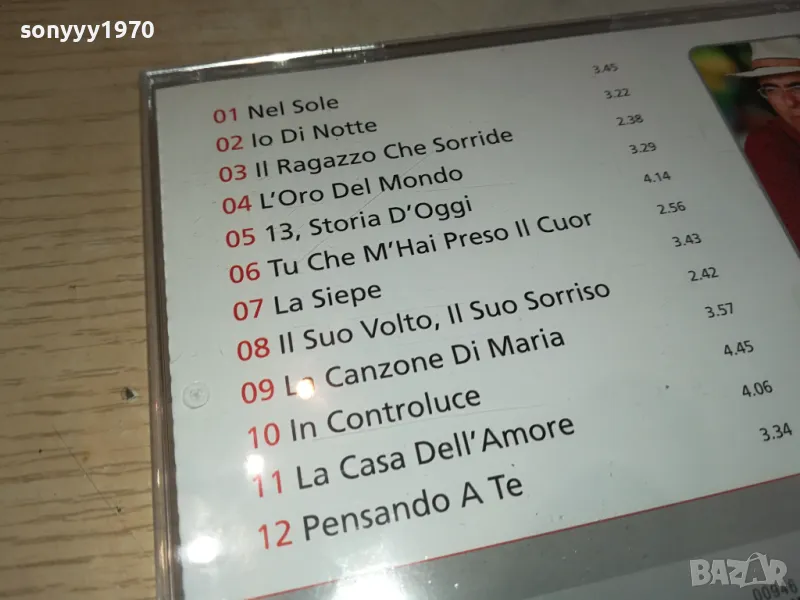 sonyyy1970
01 Nel Sole 3.45
02 Io Di Notte 3.22
03 Il Ragazzo Che Sorride 2.38
04 L'Oro Del Mondo 3.29
05 13, Storia D'Oggi 4.14
06 Tu Che M'Hai Preso Il Cuor 2.56
07 La Siepe 3.43
08 Il Suo Volto, Il Suo Sorriso 2.42
09 La Canzone Di Maria 3.57
10 In Controluce 4.45
11 La Casa Dell'Amore 4.06
12 Pensando A Te 3.34
00946
BAZAR